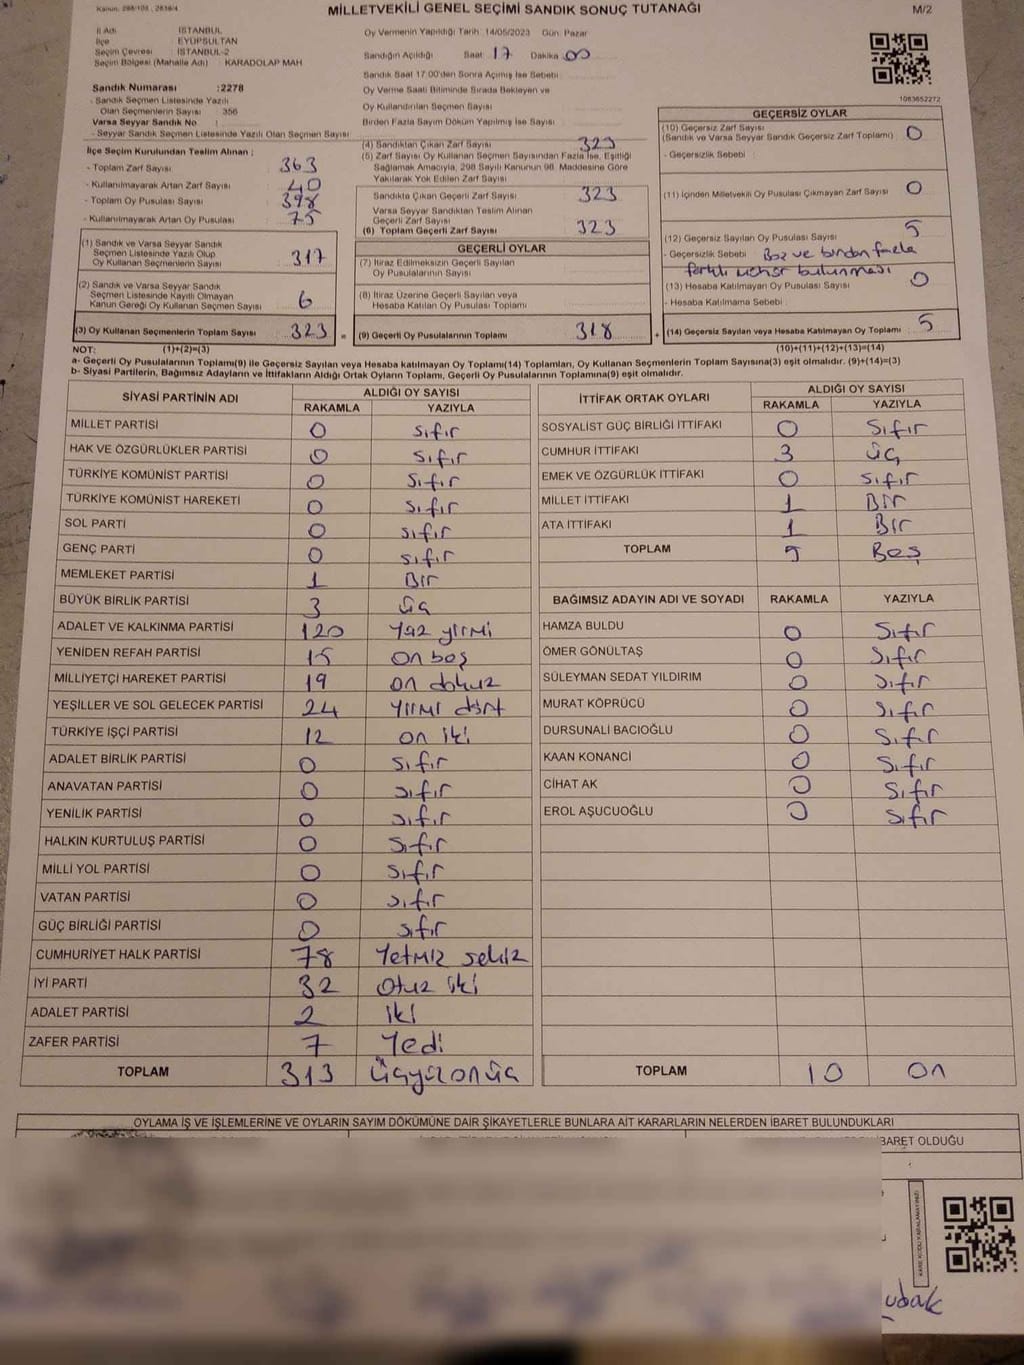 Kanun: 298/105 , 2839/4
MİLLETVEKİLİ GENEL SEÇİMİ SANDIK SONUÇ TUTANAĞI
M/2
İl Adı : İSTANBUL
İlçe : EYÜPSULTAN
Seçim Çevresi : İSTANBUL-2
Seçim Bölgesi (Mahalle Adı) : KARADOLAP MAH
Sandık Numarası :2278
- Sandık Seçmen Listesinde Yazılı
Olan Seçmenlerin Sayısı : 356
Varsa Seyyar Sandık No :
- Seyyar Sandık Seçmen Listesinde Yazılı Olan Seçmen Sayısı :
İlçe Seçim Kurulundan Teslim Alınan ;
- Toplam Zarf Sayısı : 363
- Kullanılmayarak Artan Zarf Sayısı : 40
- Toplam Oy Pusulası Sayısı : 398
- Kullanılmayarak Artan Oy Pusulası : 75
(1) Sandık ve Varsa Seyyar Sandık
Seçmen Listesinde Yazılı Olup
Oy Kullanan Seçmenlerin Sayısı : 317
(2) Sandık ve Varsa Seyyar Sandık
Seçmen Listesinde Kayıtlı Olmayan
Kanun Gereği Oy Kullanan Seçmen Sayısı : 6
(3) Oy Kullanan Seçmenlerin Toplam Sayısı : 323 =
Oy Vermenin Yapıldığı Tarih :14/05/2023 Gün: Pazar
Sandığın Açıldığı Saat : 17 Dakika : 00
Sandık Saat 17:00'den Sonra Açılmış İse Sebebi :
Oy Verme Saati Bitiminde Sırada Bekleyen ve
Oy Kullandırılan Seçmen Sayısı :
Birden Fazla Sayım Döküm Yapılmış İse Sayısı :
(4) Sandıktan Çıkan Zarf Sayısı : 323
(5) Zarf Sayısı Oy Kullanan Seçmen Sayısından Fazla İse, Eşitliği
Sağlamak Amacıyla, 298 Sayılı Kanunun 98. Maddesine Göre
Yakılarak Yok Edilen Zarf Sayısı :
Sandıkta Çıkan Geçerli Zarf Sayısı : 323
Varsa Seyyar Sandıktan Teslim Alınan
Geçerli Zarf Sayısı :
(6) Toplam Geçerli Zarf Sayısı : 323
GEÇERLİ OYLAR
(7) İtiraz Edilmeksizin Geçerli Sayılan
Oy Pusulasının Sayısı :
(8) İtiraz Üzerine Geçerli Sayılan veya
Hesaba Katılan Oy Pusulası Toplamı :
(9) Geçerli Oy Pusulalarının Toplamı : 318 +
1083652272
GEÇERSİZ OYLAR
(10) Geçersiz Zarf Sayısı
(Sandık ve Varsa Seyyar Sandık Geçersiz Zarf Toplamı) : 0
- Geçersizlik Sebebi :
(11) İçinden Milletvekili Oy Pusulası Çıkmayan Zarf Sayısı : 0
(12) Geçersiz Sayılan Oy Pusulası Sayısı : 5
- Geçersizlik Sebebi : Boz ve birden fazla
farklı mühür bulunması
(13) Hesaba Katılmayan Oy Pusulası Sayısı : 0
- Hesaba Katılmama Sebebi :
(14) Geçersiz Sayılan veya Hesaba Katılmayan Oy Toplamı : 5
NOT: (1)+(2)=(3) (10)+(11)+(12)+(13)=(14)
a- Geçerli Oy Pusulalarının Toplamı(9) ile Geçersiz Sayılan veya Hesaba katılmayan Oy Toplamı(14) Toplamları, Oy Kullanan Seçmenlerin Toplam Sayısına(3) eşit olmalıdır. (9)+(14)=(3)
b- Siyasi Partilerin, Bağımsız Adayların ve İttifakların Aldığı Ortak Oyların Toplamı, Geçerli Oy Pusulalarının Toplamına(9) eşit olmalıdır.
SİYASİ PARTİNİN ADI ALDIĞI OY SAYISI
RAKAMLA YAZIYLA
MİLLET PARTİSİ 0 sıfır
HAK VE ÖZGÜRLÜKLER PARTİSİ 0 sıfır
TÜRKİYE KOMÜNİST PARTİSİ 0 sıfır
TÜRKİYE KOMÜNİST HAREKETİ 0 sıfır
SOL PARTİ 0 sıfır
GENÇ PARTİ 0 sıfır
MEMLEKET PARTİSİ 1 Bir
BÜYÜK BİRLİK PARTİSİ 3 üç
ADALET VE KALKINMA PARTİSİ 120 yüz yirmi
YENİDEN REFAH PARTİSİ 15 on beş
MİLLİYETÇİ HAREKET PARTİSİ 19 on dokuz
YEŞİLLER VE SOL GELECEK PARTİSİ 24 yirmi dört
TÜRKİYE İŞÇİ PARTİSİ 12 on iki
ADALET BİRLİK PARTİSİ 0 sıfır
ANAVATAN PARTİSİ 0 sıfır
YENİLİK PARTİSİ 0 sıfır
HALKIN KURTULUŞ PARTİSİ 0 sıfır
MİLLİ YOL PARTİSİ 0 sıfır
VATAN PARTİSİ 0 sıfır
GÜÇ BİRLİĞİ PARTİSİ 0 sıfır
CUMHURİYET HALK PARTİSİ 78 Yetmiz sekiz
İYİ PARTİ 32 otuz iki
ADALET PARTİSİ 2 iki
ZAFER PARTİSİ 7 Yedi
TOPLAM 313 üçyüzonüç
İTTİFAK ORTAK OYLARI ALDIĞI OY SAYISI
RAKAMLA YAZIYLA
SOSYALİST GÜÇ BİRLİĞİ İTTİFAKI 0 sıfır
CUMHUR İTTİFAKI 3 üç
EMEK VE ÖZGÜRLÜK İTTİFAKI 0 sıfır
MİLLET İTTİFAKI 1 Bir
ATA İTTİFAKI 1 Bir
TOPLAM 5 Beş
BAĞIMSIZ ADAYIN ADI VE SOYADI RAKAMLA YAZIYLA
HAMZA BULDU 0 sıfır
ÖMER GÖNÜLTAŞ 0 sıfır
SÜLEYMAN SEDAT YILDIRIM 0 sıfır
MURAT KÖPRÜCÜ 0 sıfır
DURSUNALİ BACIOĞLU 0 sıfır
KAAN KONANCİ 0 sıfır
CİHAT AK 0 sıfır
EROL AŞUCUOĞLU 0 sıfır
TOPLAM 10 on
OYLAMA İŞ VE İŞLEMLERİNE VE OYLARIN SAYIM DÖKÜMÜNE DAİR ŞİKAYETLERLE BUNLARA AİT KARARLARIN NELERDEN İBARET BULUNDUKLARI
BARET OLDUĞU
KARE KODU KARALAMAYINIZ!
ubak